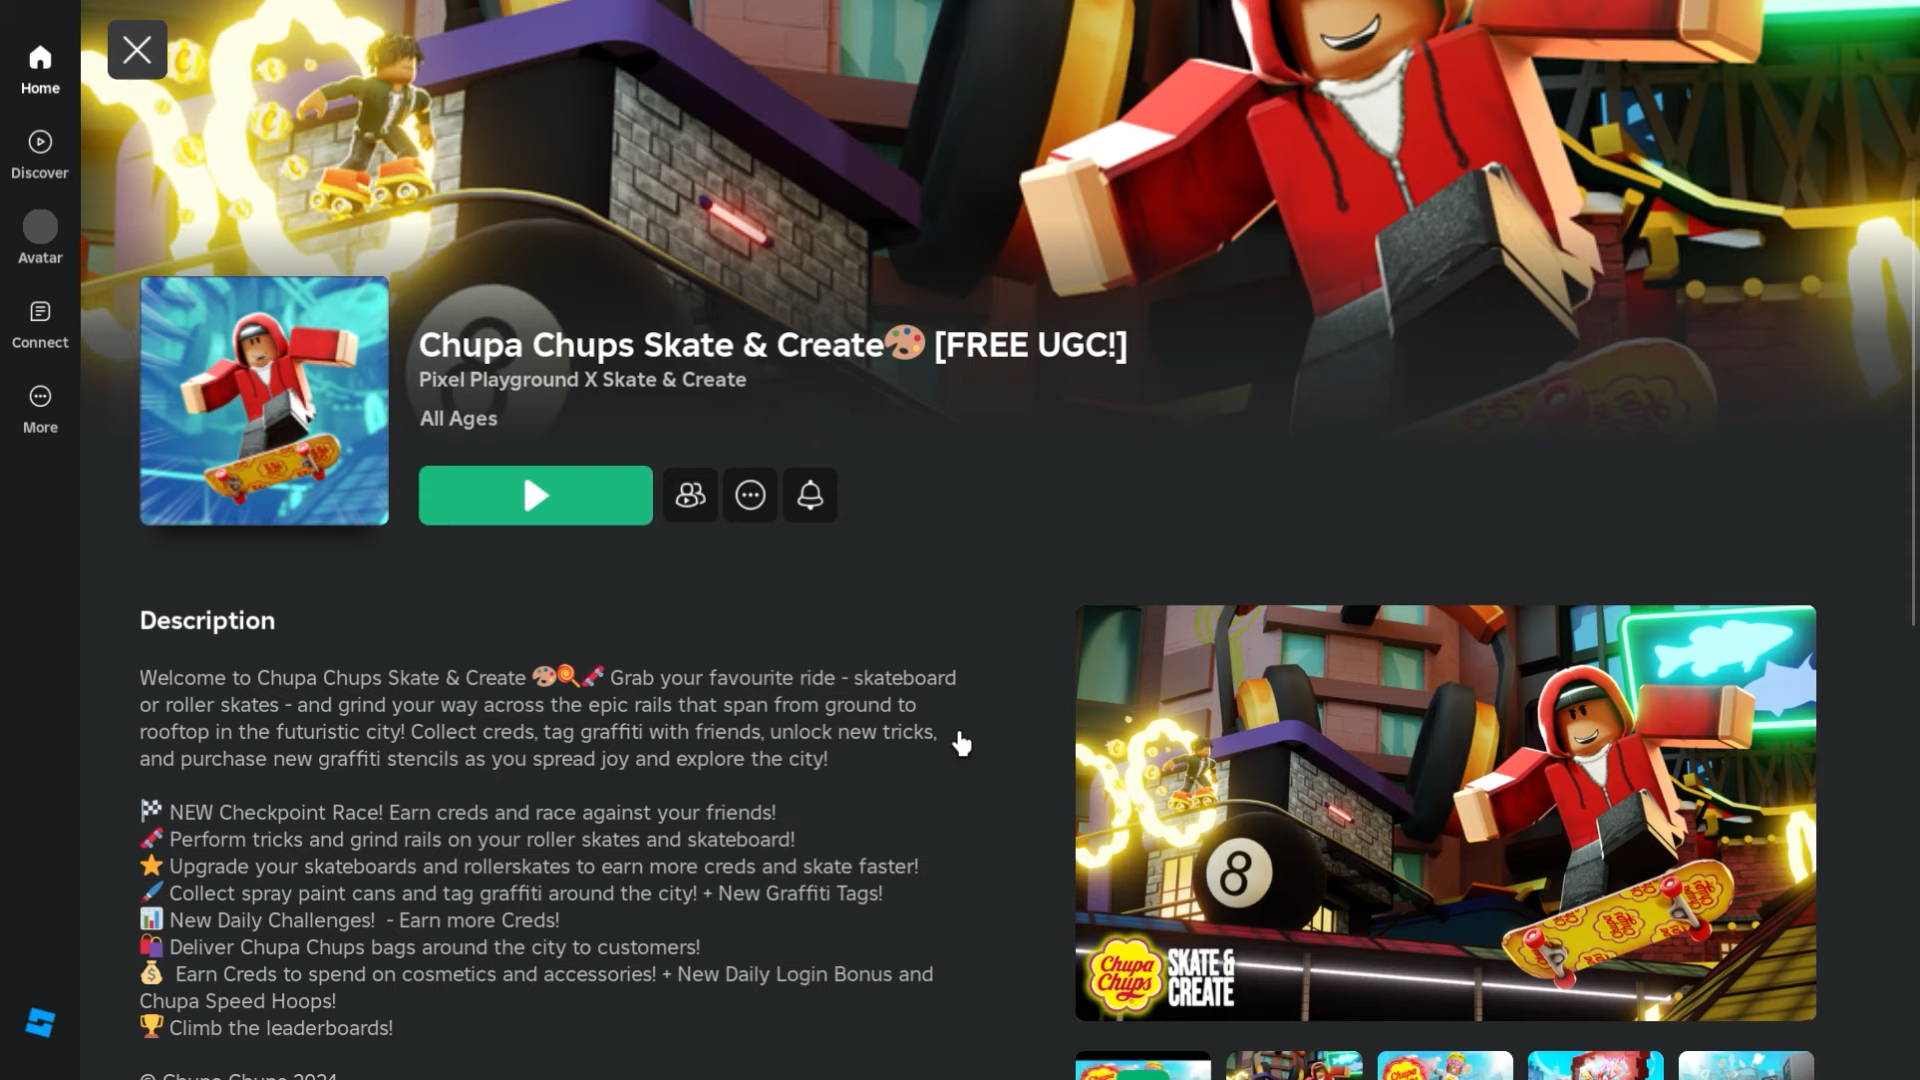 Home
Discover
Avatar
Connect
More
Chupa Chups Skate & Create🎨 [FREE UGC!]
Pixel Playground X Skate & Create
All Ages
Description
Welcome to Chupa Chups Skate & Create 🎨🍭🛹 Grab your favourite ride - skateboard
or roller skates - and grind your way across the epic rails that span from ground to
rooftop in the futuristic city! Collect creds, tag graffiti with friends, unlock new tricks,
and purchase new graffiti stencils as you spread joy and explore the city!
🏁 NEW Checkpoint Race! Earn creds and race against your friends!
🛹 Perform tricks and grind rails on your roller skates and skateboard!
⭐ Upgrade your skateboards and rollerskates to earn more creds and skate faster!
🖌️ Collect spray paint cans and tag graffiti around the city! + New Graffiti Tags!
📊 New Daily Challenges! - Earn more Creds!
🛍️ Deliver Chupa Chups bags around the city to customers!
💰 Earn Creds to spend on cosmetics and accessories! + New Daily Login Bonus and
Chupa Speed Hoops!
🏆 Climb the leaderboards!
© Chupa Chups 2024
8
Chupa
Chups
SKATE &
CREATE